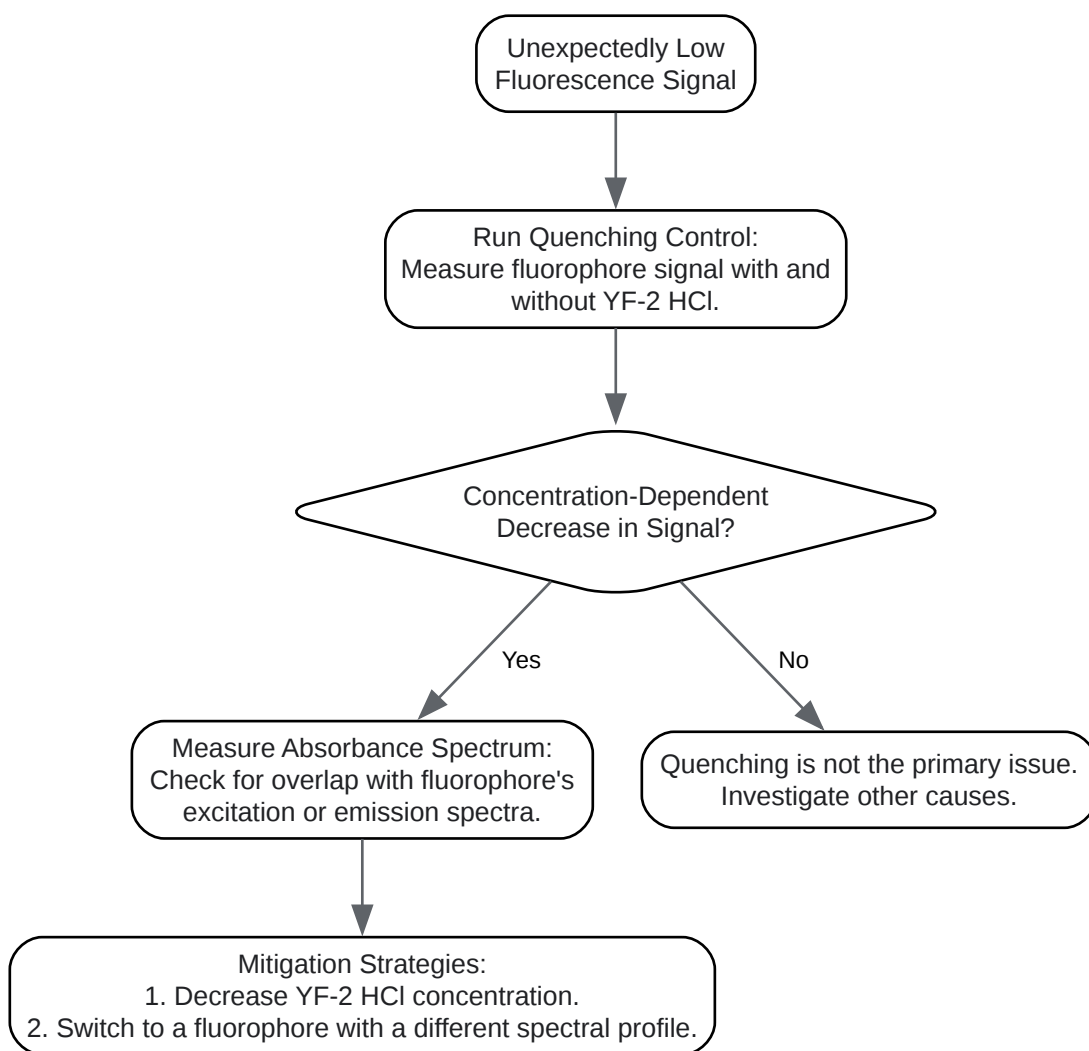 Unexpectedly Low
Fluorescence Signal
Run Quenching Control:
Measure fluorophore signal with and
without YF-2 HCl.
Concentration-Dependent
Decrease in Signal?
Yes
No
Measure Absorbance Spectrum:
Check for overlap with fluorophore's
excitation or emission spectra.
Quenching is not the primary issue.
Investigate other causes.
Mitigation Strategies:
1. Decrease YF-2 HCl concentration.
2. Switch to a fluorophore with a different spectral profile.